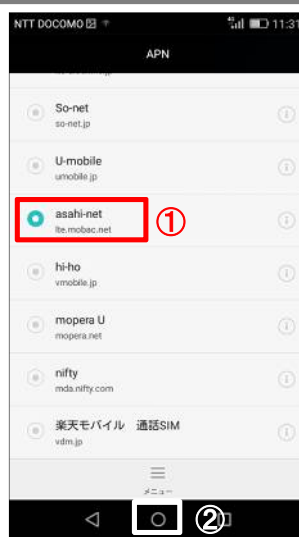 NTT DOCOMO 4G 11:31
APN
So-net
so-net.jp
U-mobile
umobile.jp
asahi-net
lte.mobac.net
①
hi-ho
vmobile.jp
mopera U
mopera.net
nifty
mda.nifty.com
楽天モバイル 通話SIM
vdm.jp
メニュー
②